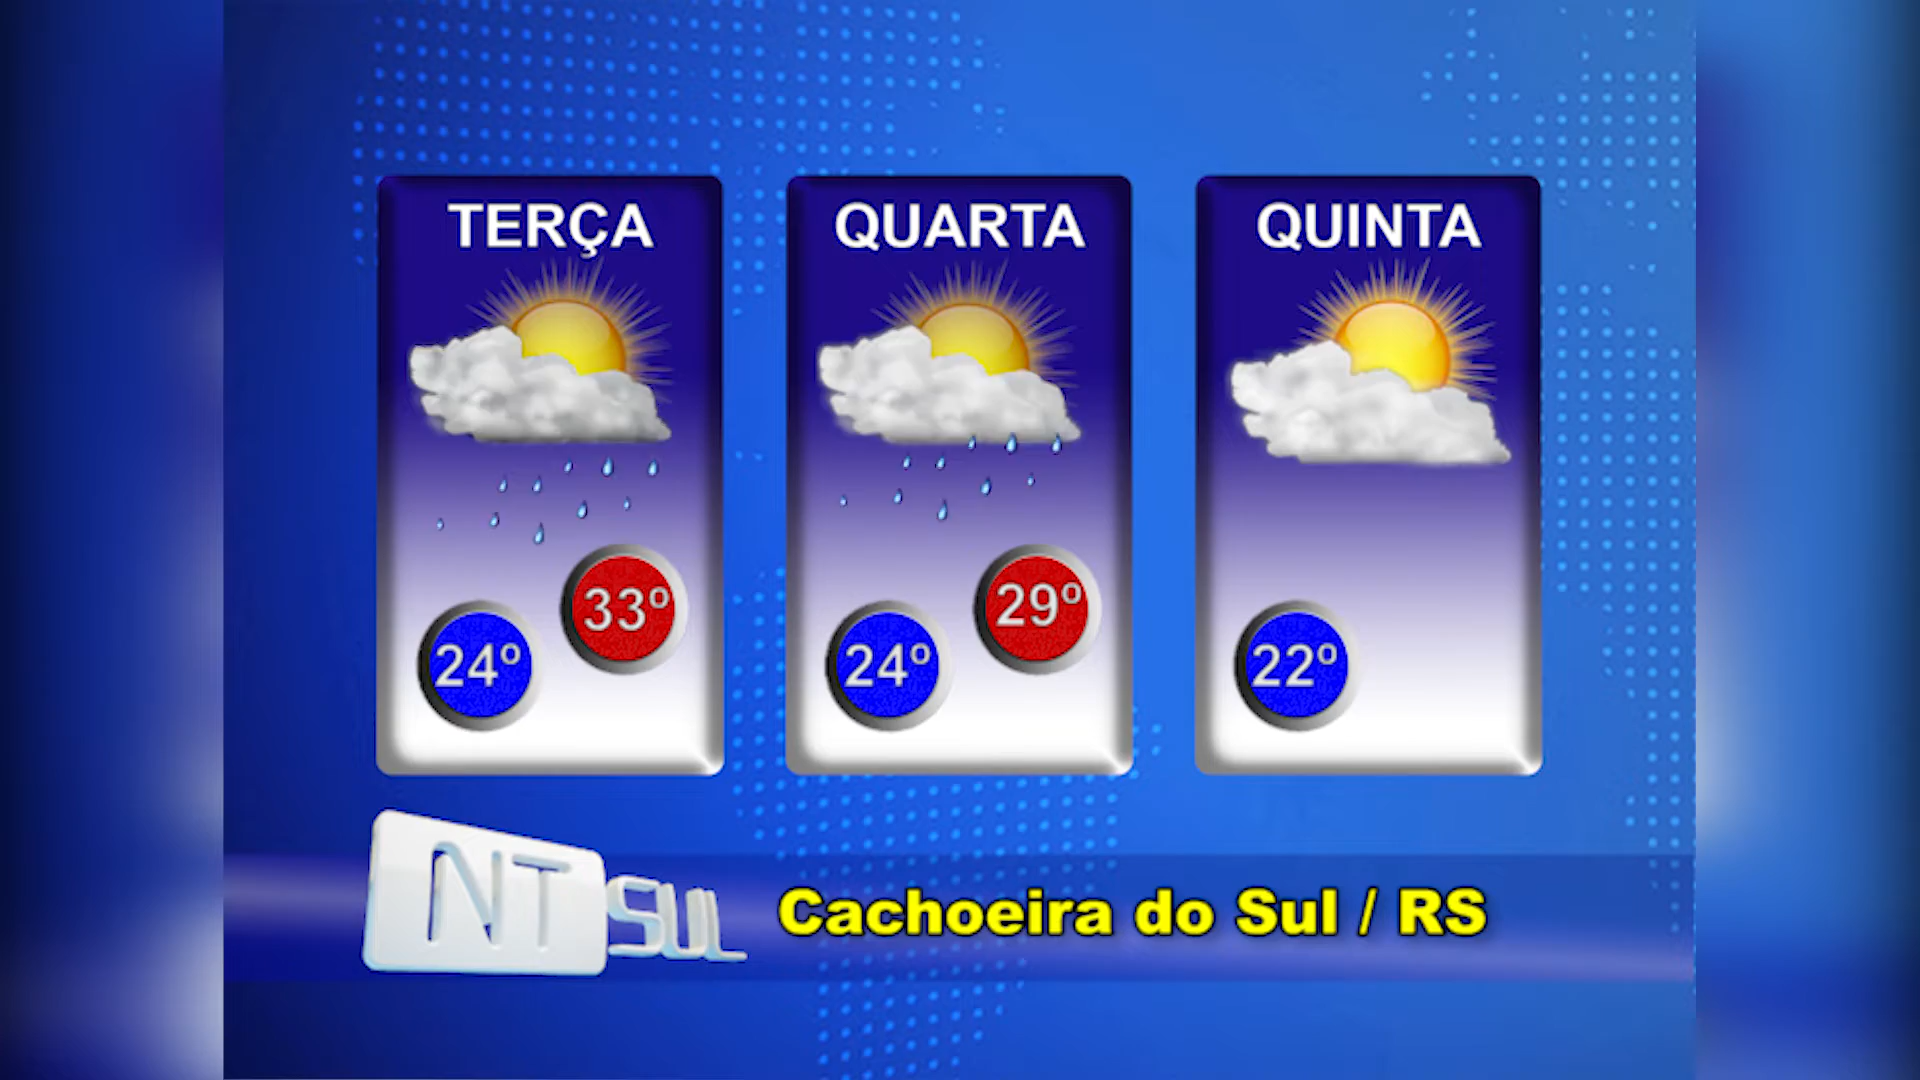 TERÇA
33º
24º
QUARTA
29º
24º
QUINTA
22º
NT SUL
Cachoeira do Sul / RS